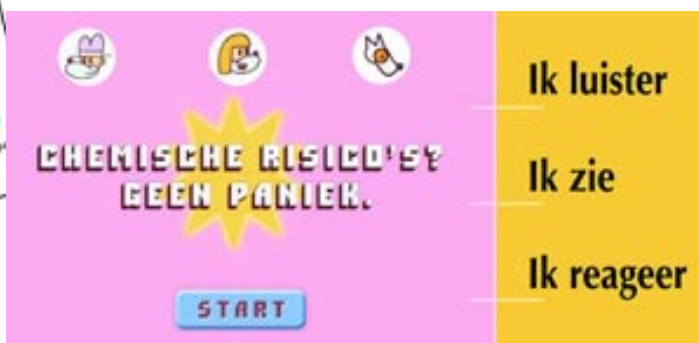 CHEMISCHE RISICO'S?
GEEN PANIEK.
START
Ik luister
Ik zie
Ik reageer